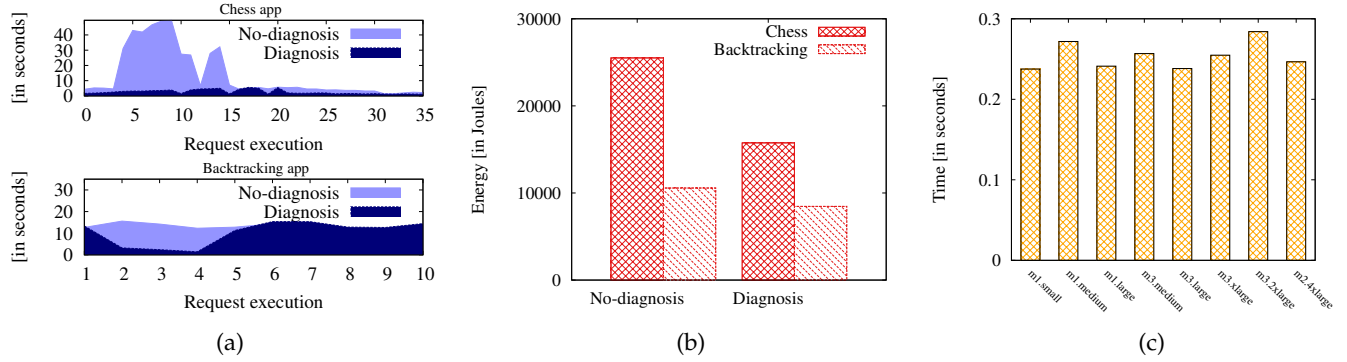 Chess app
[in seconds]
40
30
20
10
0
No-diagnosis
Diagnosis
0 5 10 15 20 25 30 35
Request execution
Backtracking app
[in seconds]
30
20
10
0
No-diagnosis
Diagnosis
1 2 3 4 5 6 7 8 9 10
Request execution
(a)
Energy [in Joules]
30000
20000
10000
0
Chess
Backtracking
No-diagnosis Diagnosis
(b)
Time [in seconds]
0.3
0.2
0.1
0
m1.small
m1.medium
m1.large
m3.medium
m3.large
m3.xlarge
m3.2xlarge
m2.4xlarge
(c)